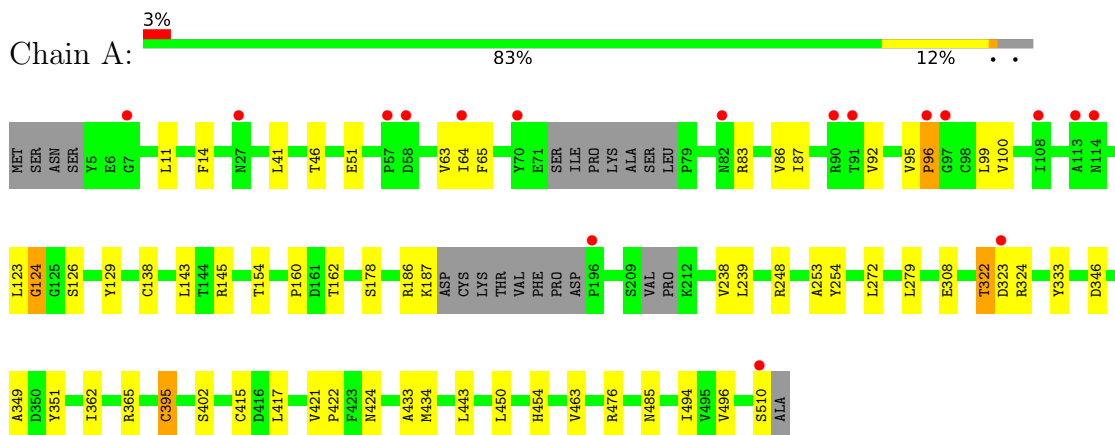 3%
Chain A:
83% 12% • •
MET SER ASN SER Y5 E6 G7 L11 F14 N27 L41 T46 E51 P57 D58 V63 I64 F65 Y70 E71 SER ILE PRO LYS ALA SER LEU P79 N82 R83 V86 I87 R90 T91 V92 V95 P96 G97 C98 L99 V100 I108 A113 N114
L123 G124 G125 S126 Y129 C138 L143 T144 R145 T154 P160 D161 T162 S178 R186 K187 ASP CYS LYS THR VAL PHE PRO ASP P196 S209 VAL PRO K212 V238 L239 R248 A253 Y254 L272 L279 E308 T322 D323 R324 Y333 D346
A349 D350 Y351 I362 R365 C395 S402 C415 D416 L417 V421 P422 F423 N424 A433 M434 L443 L450 H454 V463 R476 N485 I494 V495 V496 S510 ALA